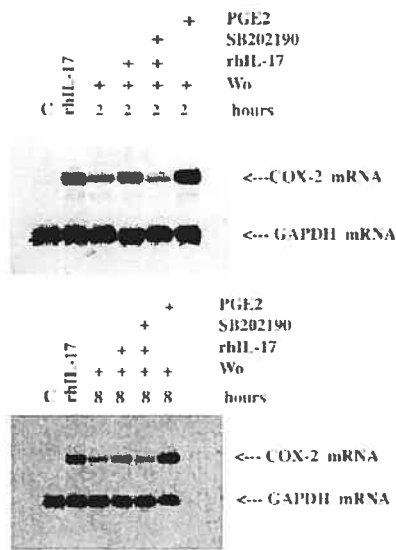 PGE2
SB202190
rhIL-17
Wo
C rhIL-17 2 2 2 2 hours
+
+
+ +
+ + + +
<---COX-2 mRNA
<--- GAPDH mRNA
PGE2
SB202190
rhIL-17
Wo
C rhIL-17 8 8 8 8 hours
+
+
+ +
+ + + +
<--- COX-2 mRNA
<--- GAPDH mRNA